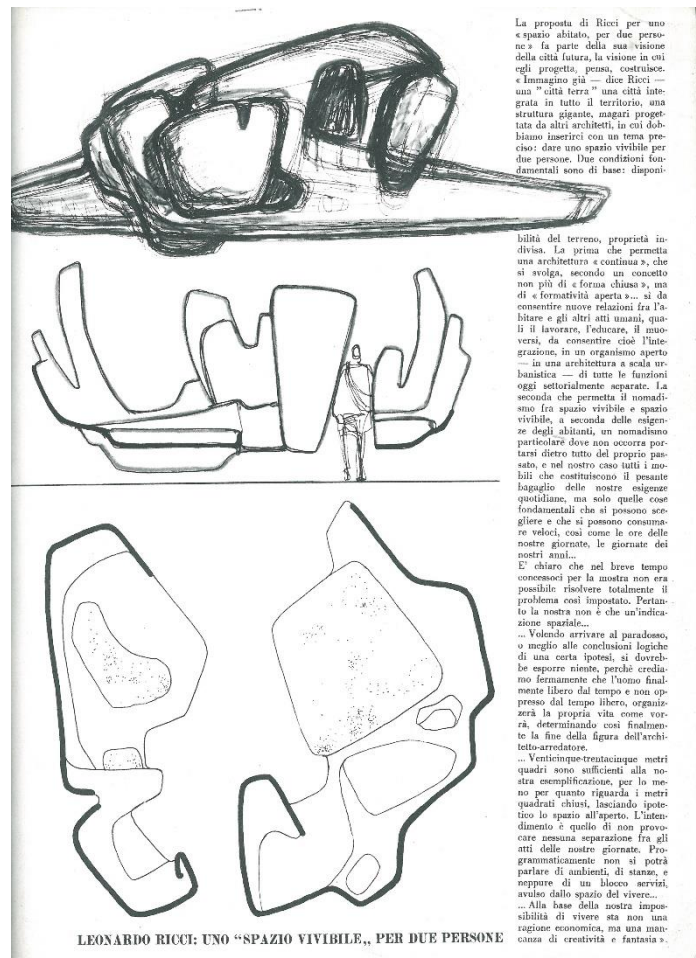 La proposta di Ricci per uno
« spazio abitato, per due perso-
ne » fa parte della sua visione
della città futura, la visione in cui
egli progetta, pensa, costruisce.
« Immagino già — dice Ricci —
una " città terra " una città inte-
grata in tutto il territorio, una
struttura gigante, magari proget-
tata da altri architetti, in cui dob-
biamo inserirci con un tema pre-
ciso: dare uno spazio vivibile per
due persone. Due condizioni fon-
damentali sono di base: disponi-
bilità del terreno, proprietà in-
divisa. La prima che permetta
una architettura « continua », che
si svolga, secondo un concetto
non più di « forma chiusa », ma
di « formatività aperta »... sì da
consentire nuove relazioni fra l'a-
bitare e gli altri atti umani, qua-
li il lavorare, l'educare, il muo-
versi, da consentire cioè l'inte-
grazione, in un organismo aperto
— in una architettura a scala ur-
banistica — di tutte le funzioni
oggi settorialmente separate. La
seconda che permetta il nomadi-
smo fra spazio vivibile e spazio
vivibile, a seconda delle esigen-
ze degli abitanti, un nomadismo
particolare dove non occorra por-
tarsi dietro tutto del proprio pas-
sato, e nel nostro caso tutti i mo-
bili che costituiscono il pesante
bagaglio delle nostre esigenze
quotidiane, ma solo quelle cose
fondamentali che si possono sce-
gliere e che si possono consuma-
re veloci, così come le ore delle
nostre giornate, le giornate dei
nostri anni...
E' chiaro che nel breve tempo
concessoci per la mostra non era
possibile risolvere totalmente il
problema così impostato. Pertan-
to la nostra non è che un'indica-
zione spaziale...
... Volendo arrivare al paradosso,
o meglio alle conclusioni logiche
di una certa ipotesi, si dovreb-
be esporre niente, perchè credia-
mo fermamente che l'uomo final-
mente libero dal tempo e non op-
presso dal tempo libero, organiz-
zerà la propria vita come vor-
rà, determinando così finalmen-
te la fine della figura dell'archi-
tetto-arredatore.
... Venticinque-trentacinque metri
quadri sono sufficienti alla no-
stra esemplificazione, per lo me-
no per quanto riguarda i metri
quadrati chiusi, lasciando ipote-
tico lo spazio all'aperto. L'inten-
dimento è quello di non provo-
care nessuna separazione fra gli
atti delle nostre giornate. Pro-
grammaticamente non si potrà
parlare di ambienti, di stanze, e
neppure di un blocco servizi,
avulso dallo spazio del vivere...
... Alla base della nostra impos-
sibilità di vivere sta non una
ragione economica, ma una man-
canza di creatività e fantasia ».
LEONARDO RICCI: UNO “SPAZIO VIVIBILE„ PER DUE PERSONE